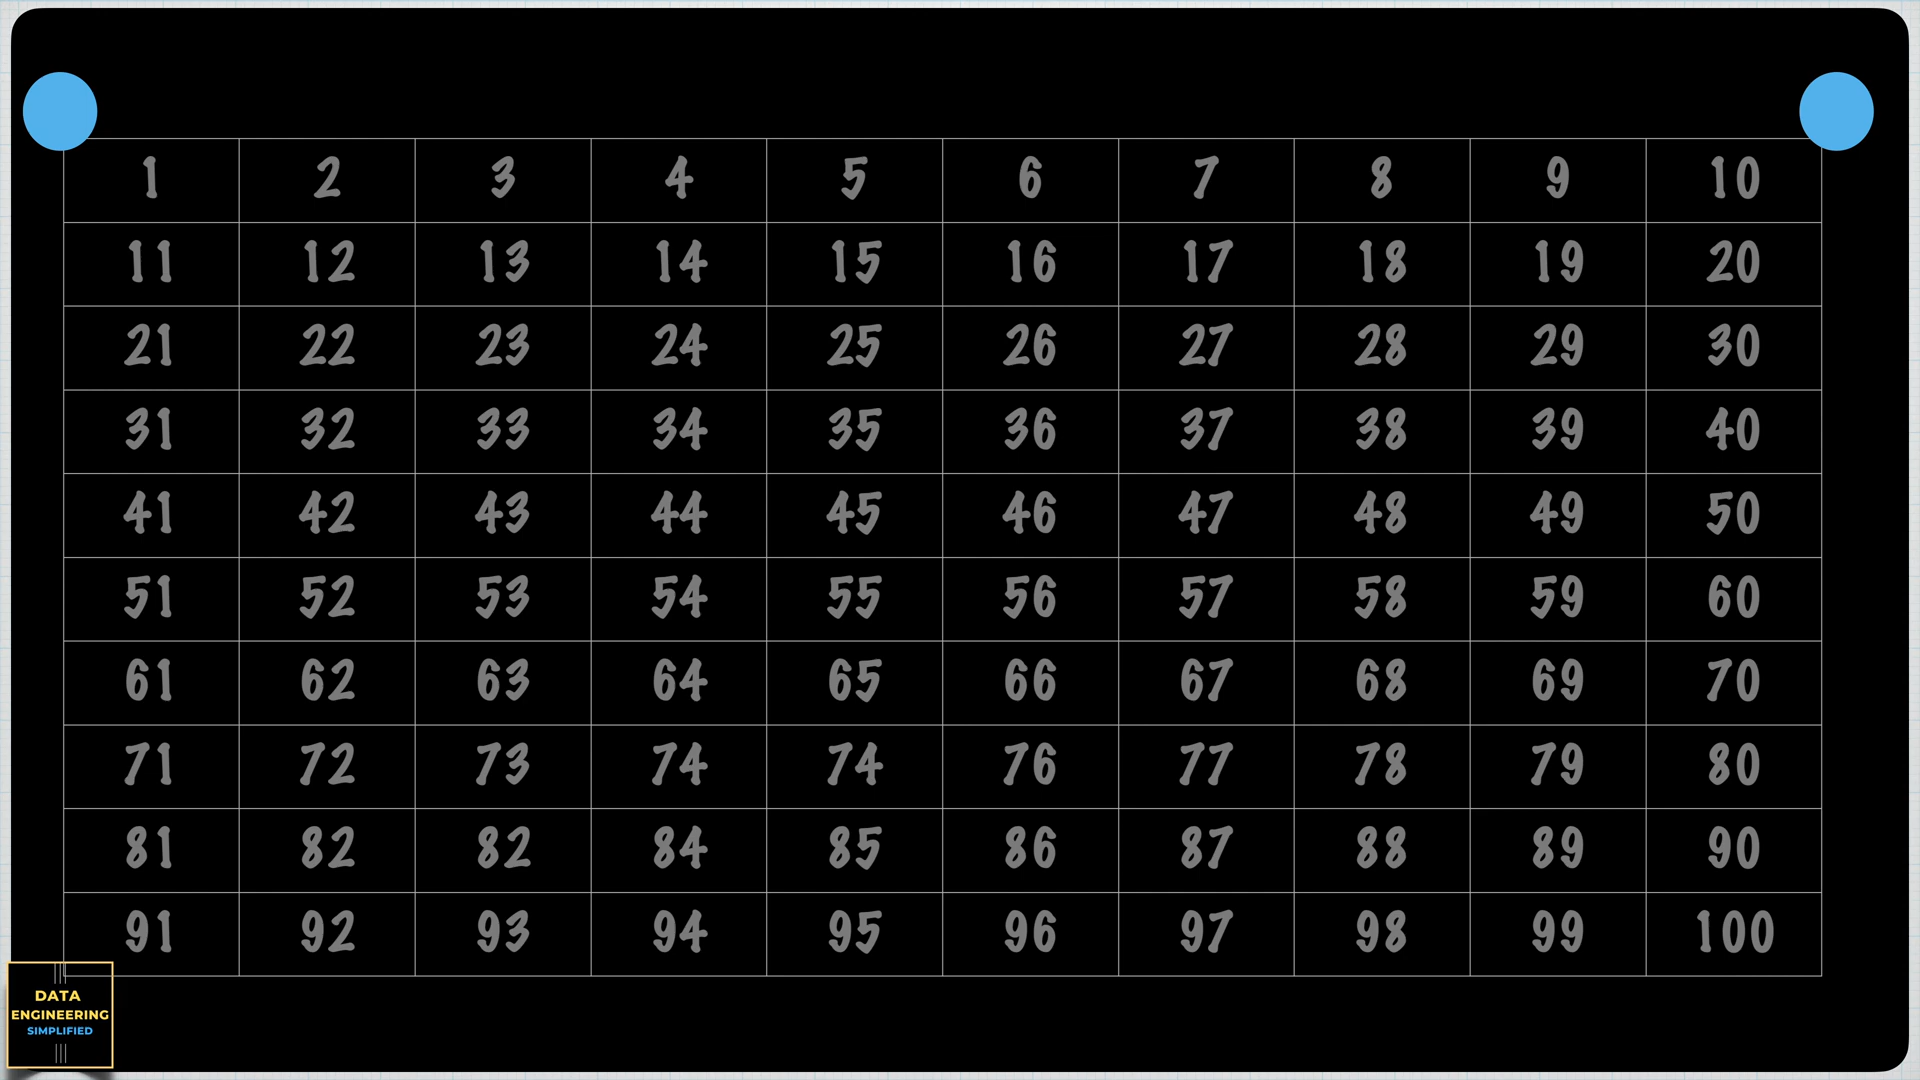 1 2 3 4 5 6 7 8 9 10
11 12 13 14 15 16 17 18 19 20
21 22 23 24 25 26 27 28 29 30
31 32 33 34 35 36 37 38 39 40
41 42 43 44 45 46 47 48 49 50
51 52 53 54 55 56 57 58 59 60
61 62 63 64 65 66 67 68 69 70
71 72 73 74 74 76 77 78 79 80
81 82 82 84 85 86 87 88 89 90
91 92 93 94 95 96 97 98 99 100
DATA
ENGINEERING
SIMPLIFIED